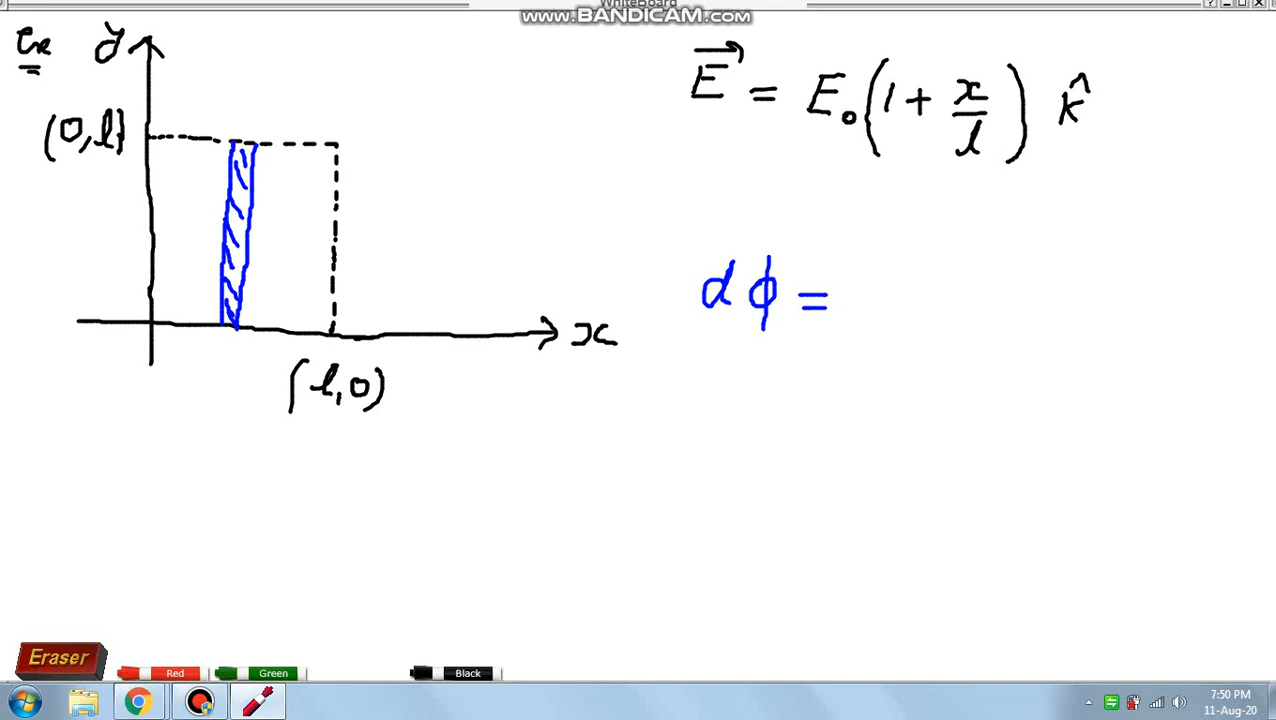 WhiteBoard
www.BANDICAM.com
Ex
y
(0, l)
x
(l, 0)
E⃗ = E₀(1 + x/l) k̂
dϕ =
Eraser
Red
Green
Black
7:50 PM
11-Aug-20